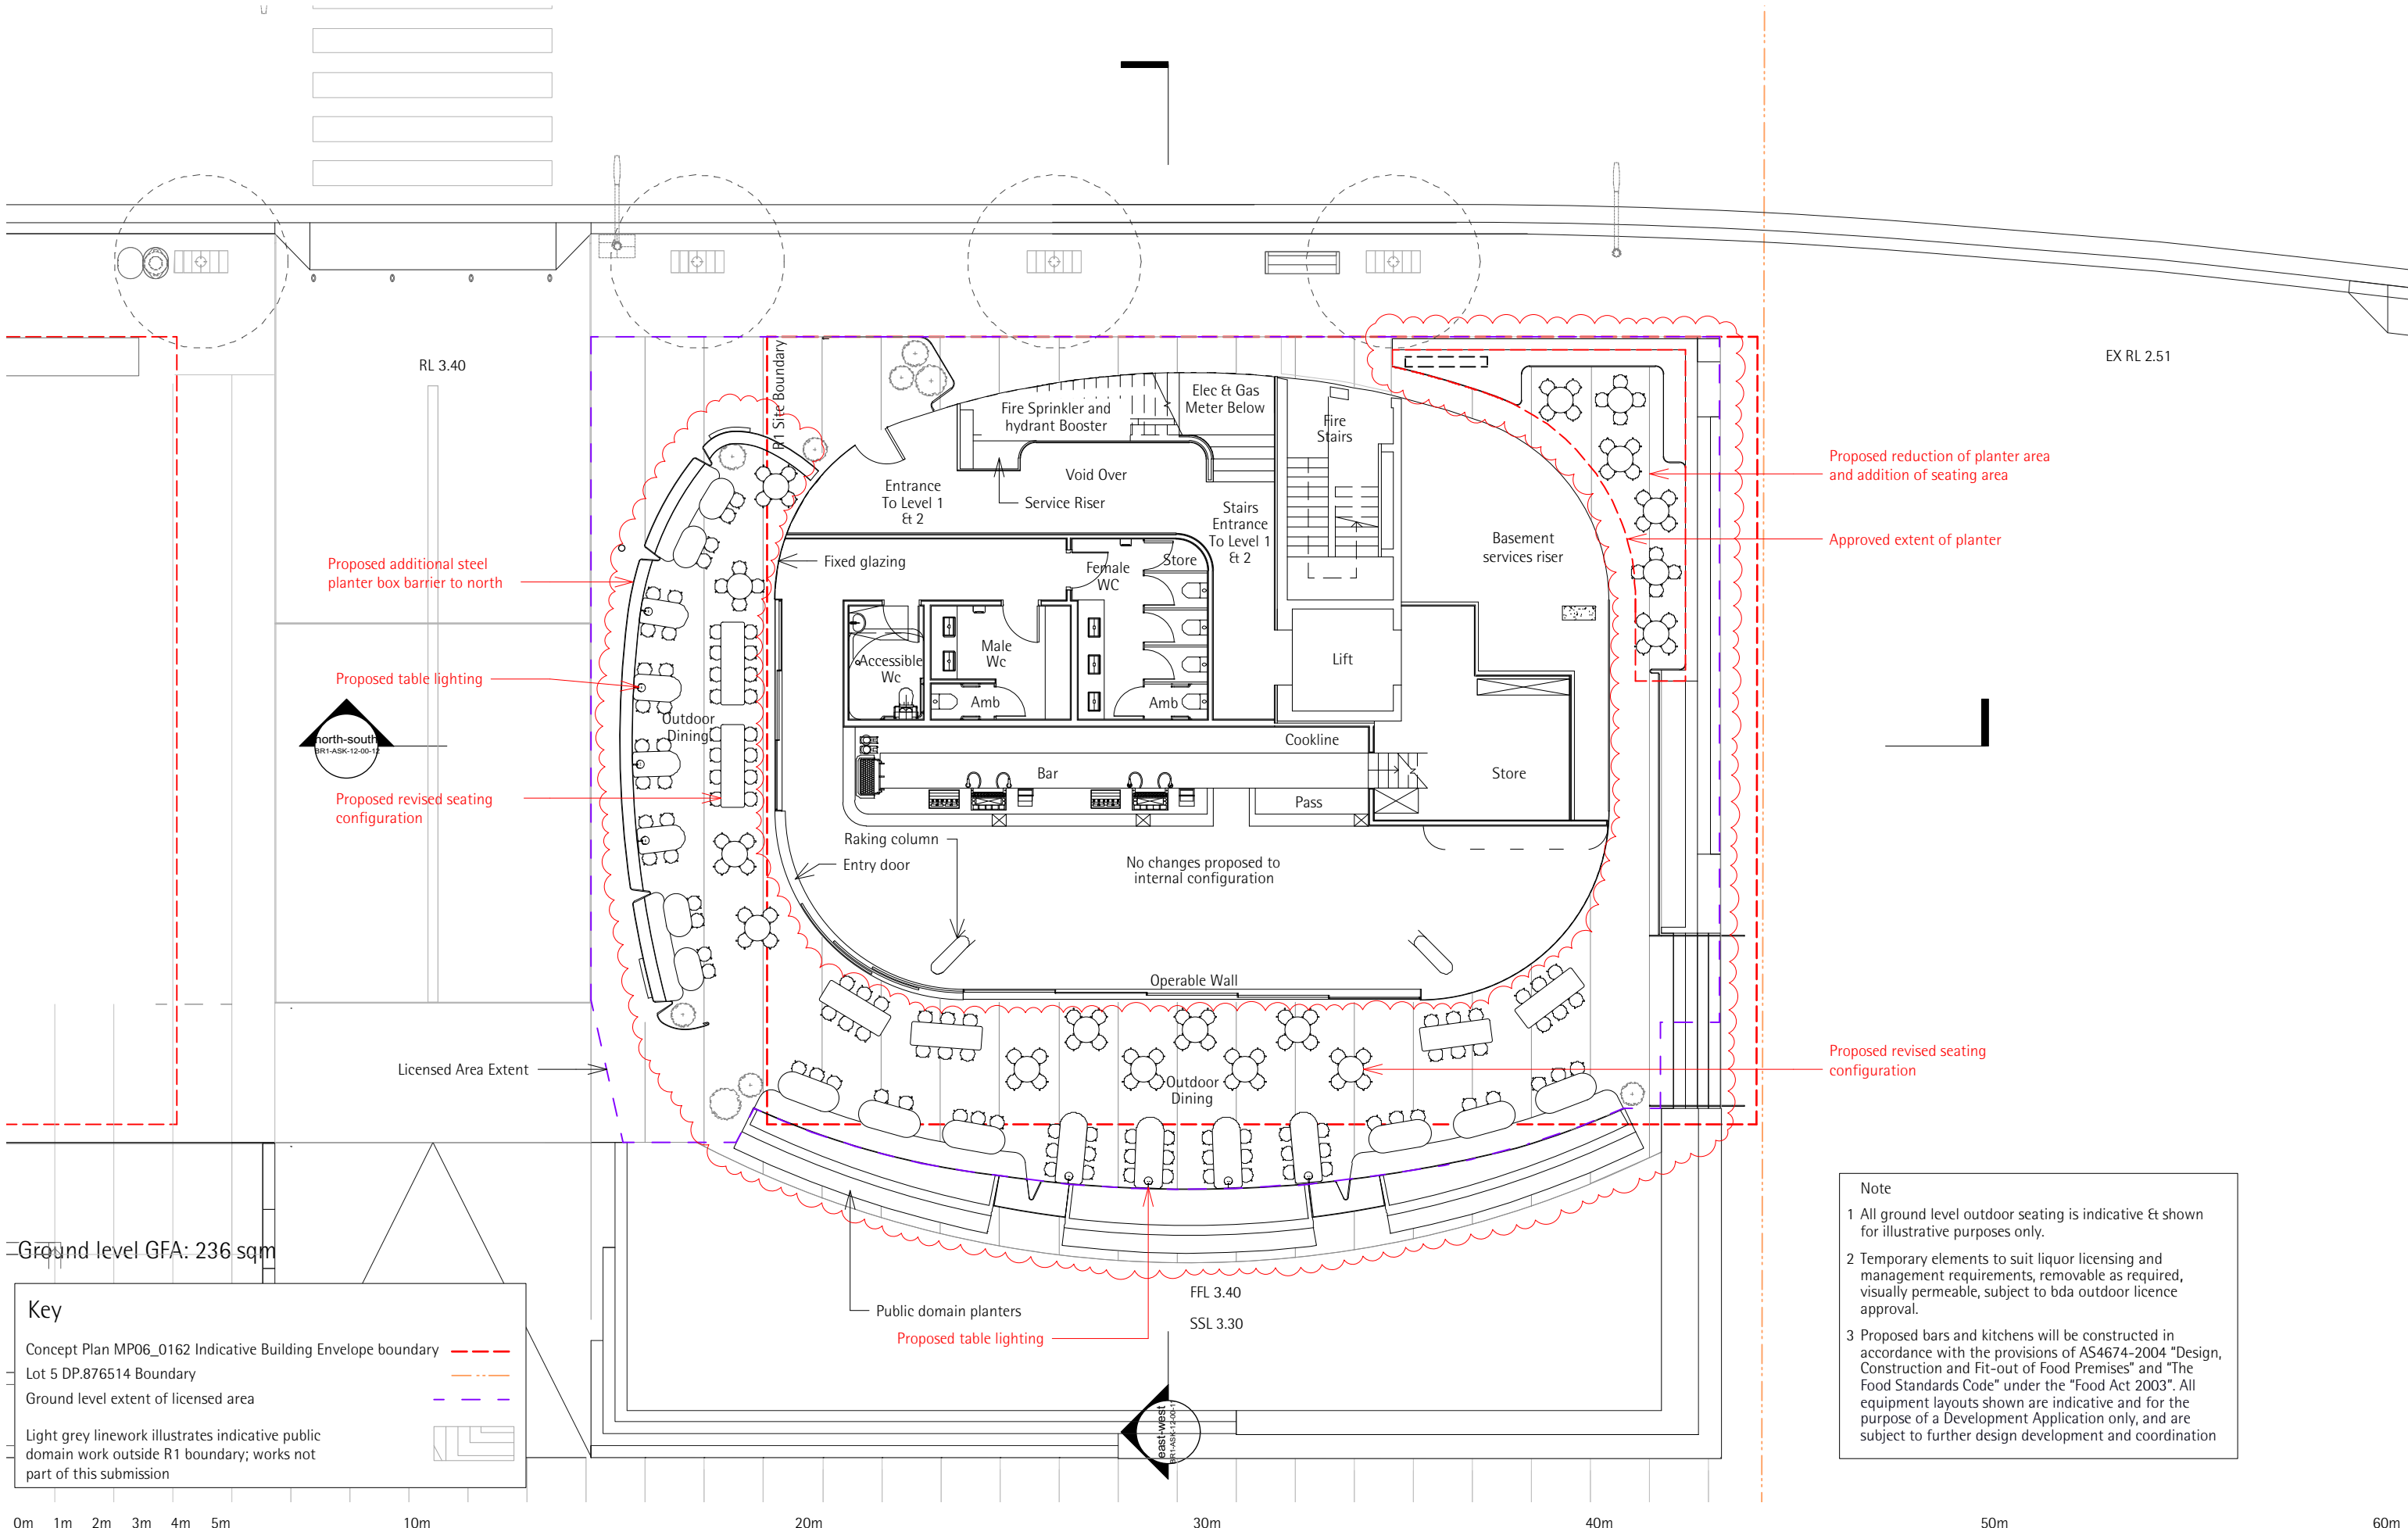 RL 3.40
EX RL 2.51
R1 Site Boundary
Fire Sprinkler and
hydrant Booster
Elec & Gas
Meter Below
Fire
Stairs
Void Over
Service Riser
Entrance
To Level 1
& 2
Stairs
Entrance
To Level 1
& 2
Basement
services riser
Proposed reduction of planter area
and addition of seating area
Approved extent of planter
Proposed additional steel
planter box barrier to north
Fixed glazing
Female
WC
Store
Accessible
Wc
Male
Wc
Amb
Amb
Lift
Proposed table lighting
Outdoor
Dining
north-south
BR1-ASK-12-00-12
Proposed revised seating
configuration
Cookline
Bar
Store
Pass
Raking column
Entry door
No changes proposed to
internal configuration
Operable Wall
Licensed Area Extent
Outdoor
Dining
Proposed revised seating
configuration
Public domain planters
Proposed table lighting
FFL 3.40
SSL 3.30
east-west
BR1-ASK-12-00-11
Ground level GFA: 236 sqm
Key
Concept Plan MP06_0162 Indicative Building Envelope boundary
Lot 5 DP.876514 Boundary
Ground level extent of licensed area
Light grey linework illustrates indicative public
domain work outside R1 boundary; works not
part of this submission
Note
1 All ground level outdoor seating is indicative & shown
for illustrative purposes only.
2 Temporary elements to suit liquor licensing and
management requirements, removable as required,
visually permeable, subject to bda outdoor licence
approval.
3 Proposed bars and kitchens will be constructed in
accordance with the provisions of AS4674-2004 "Design,
Construction and Fit-out of Food Premises" and "The
Food Standards Code" under the "Food Act 2003". All
equipment layouts shown are indicative and for the
purpose of a Development Application only, and are
subject to further design development and coordination
0m 1m 2m 3m 4m 5m 10m 20m 30m 40m 50m 60m